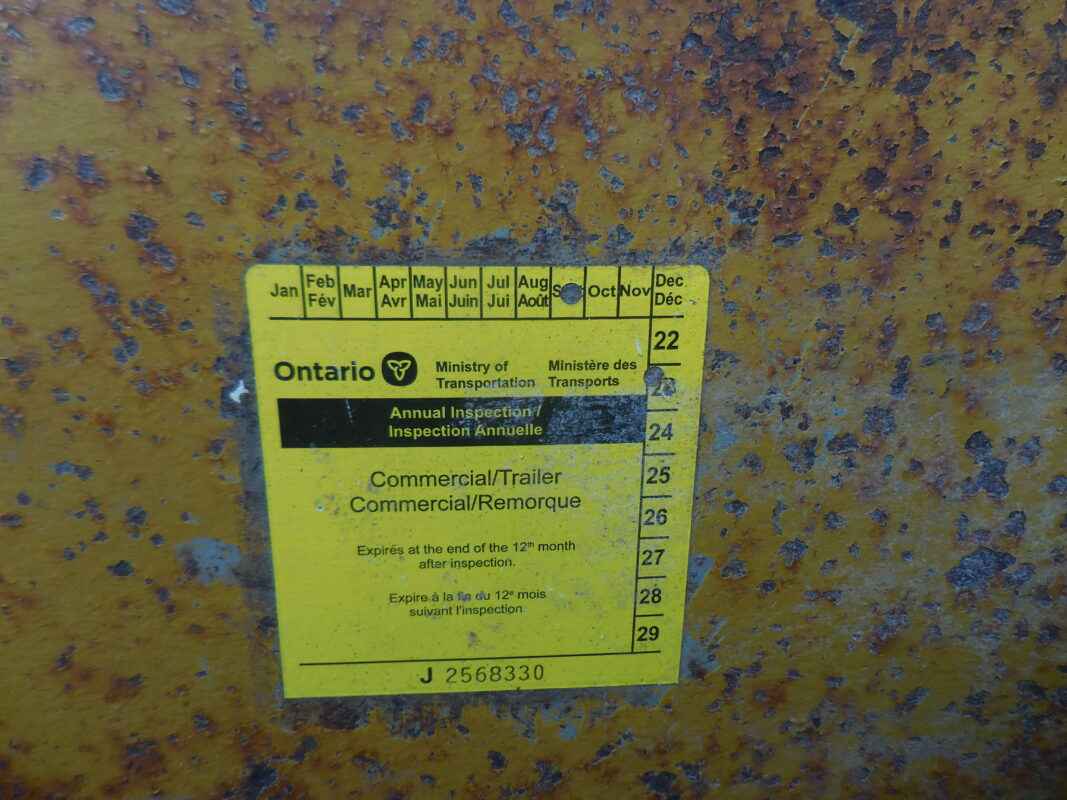 Jan Feb Mar Apr May Jun Jul Aug Oct Nov Dec
Fév Avr Mai Juin Jui Août Déc
22
Ontario Ministry of Ministère des
Transportation Transports
23
Annual Inspection /
Inspection Annuelle
24
Commercial/Trailer
Commercial/Remorque
25
26
Expires at the end of the 12th month
after inspection.
27
Expire à la fin du 12e mois
suivant l'inspection.
28
29
J 2568330